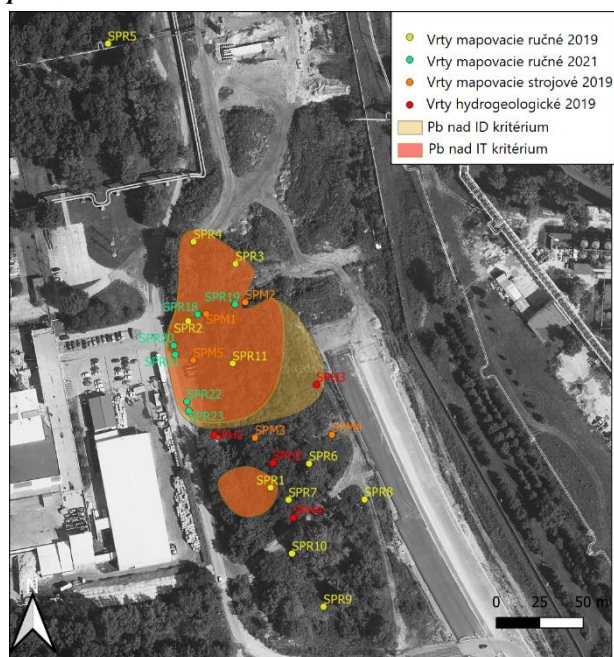 Vrty mapovacie ručné 2019
Vrty mapovacie ručné 2021
Vrty mapovacie strojové 2019
Vrty hydrogeologické 2019
Pb nad ID kritérium
Pb nad IT kritérium
SPR5
SPR4
SPR3
SPR19 SPM2
SPR18 SPM1
SPR2
SPR20
SPM5 SPR11
SPH3
SPR22
SPR23
SPM3
SPR6
SPR1
SPR7 SPR8
SPR10
SPR9
N
0 25 50 m